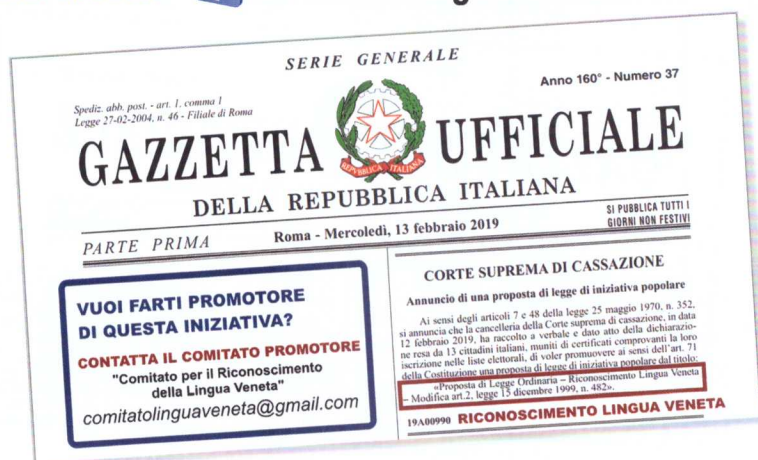 SERIE GENERALE
Spediz. abb. post. - art. 1, comma 1
Legge 27-02-2004, n. 46 - Filiale di Roma
Anno 160° - Numero 37
GAZZETTA UFFICIALE
REPVBBLICA ITALIANA
DELLA REPUBBLICA ITALIANA
PARTE PRIMA
Roma - Mercoledì, 13 febbraio 2019
SI PUBBLICA TUTTI I
GIORNI NON FESTIVI
VUOI FARTI PROMOTORE
DI QUESTA INIZIATIVA?
CONTATTA IL COMITATO PROMOTORE
"Comitato per il Riconoscimento
della Lingua Veneta"
comitatolinguaveneta@gmail.com
CORTE SUPREMA DI CASSAZIONE
Annuncio di una proposta di legge di iniziativa popolare
Ai sensi degli articoli 7 e 48 della legge 25 maggio 1970, n. 352,
si annuncia che la cancelleria della Corte suprema di cassazione, in data
12 febbraio 2019, ha raccolto a verbale e dato atto della dichiarazio-
ne resa da 13 cittadini italiani, muniti di certificati comprovanti la loro
iscrizione nelle liste elettorali, di voler promuovere ai sensi dell'art. 71
della Costituzione una proposta di legge di iniziativa popolare dal titolo:
«Proposta di Legge Ordinaria – Riconoscimento Lingua Veneta
– Modifica art.2, legge 15 dicembre 1999, n. 482».
19A00990 RICONOSCIMENTO LINGUA VENETA